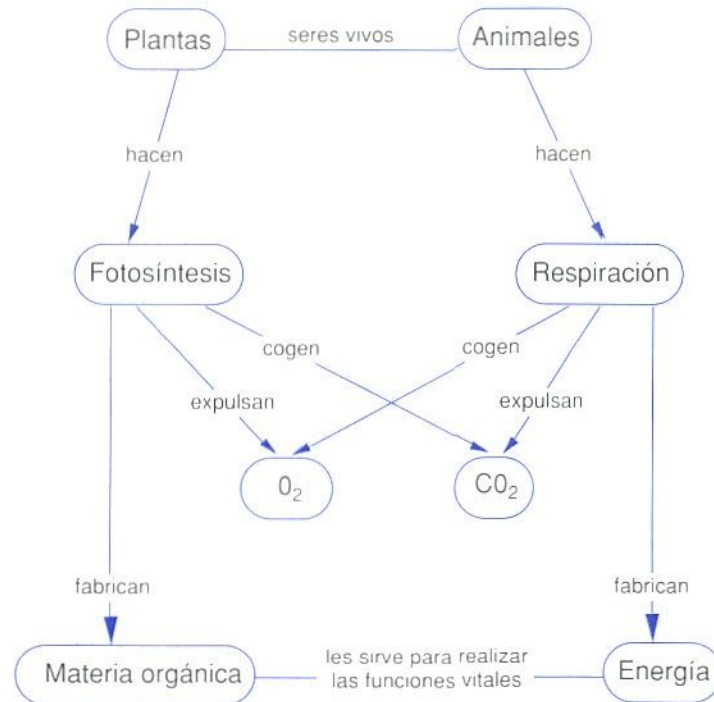 Plantas
seres vivos
Animales
hacen
hacen
Fotosíntesis
Respiración
cogen
cogen
expulsan
expulsan
0₂
C0₂
fabrican
fabrican
Materia orgánica
les sirve para realizar
las funciones vitales
Energía